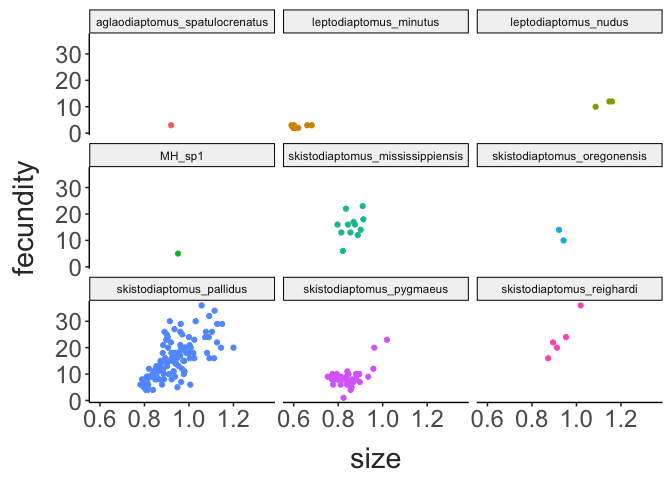 aglaodiaptomus_spatulocrenatus leptodiaptomus_minutus leptodiaptomus_nudus
30
20
10
0
MH_sp1 skistodiaptomus_mississippiensis skistodiaptomus_oregonensis
30
20
10
0
fecundity
skistodiaptomus_pallidus skistodiaptomus_pygmaeus skistodiaptomus_reighardi
30
20
10
0
0.6 0.8 1.0 1.2 0.6 0.8 1.0 1.2 0.6 0.8 1.0 1.2
size